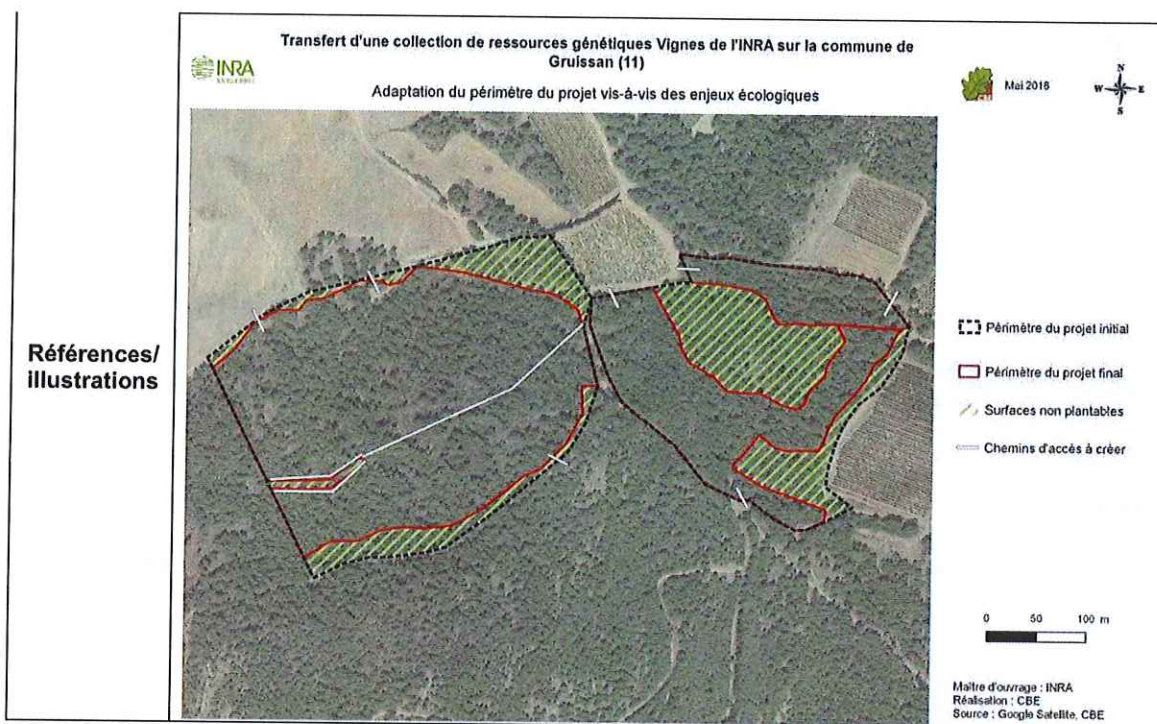 Transfert d'une collection de ressources génétiques Vignes de l'INRA sur la commune de
Gruissan (11)
INRA
Adaptation du périmètre du projet vis-à-vis des enjeux écologiques
Mai 2016
N
W
E
S
Références/
illustrations
Périmètre du projet initial
Périmètre du projet final
Surfaces non plantables
Chemins d'accès à créer
0 50 100 m
Maître d'ouvrage : INRA
Réalisation : CBE
Source : Google Satellite, CBE